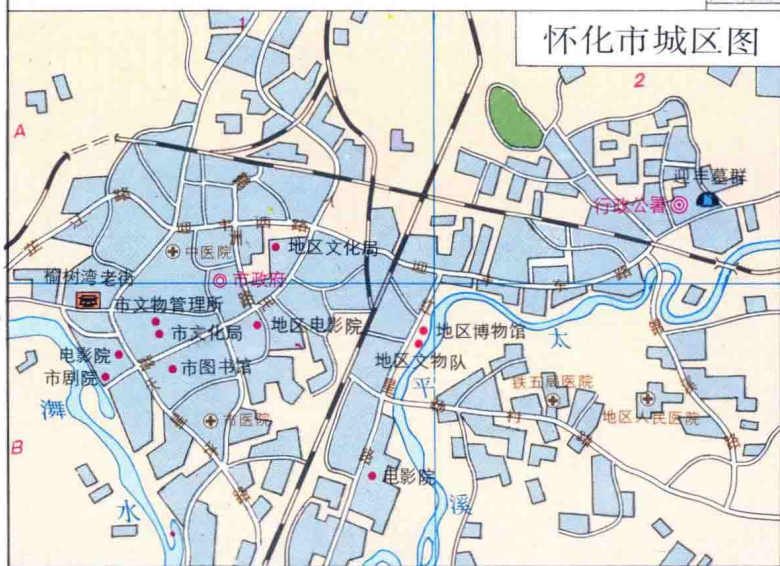 怀化市城区图
1
2
A
B
迎丰墓群
行政公署
中医院
地区文化局
榆树湾老街
市政府
市文物管理所
市文化局
地区电影院
地区博物馆
地区文物队
电影院
市图书馆
市剧院
铁五局医院
地区人民医院
市医院
电影院
太
平
溪
㵲
水